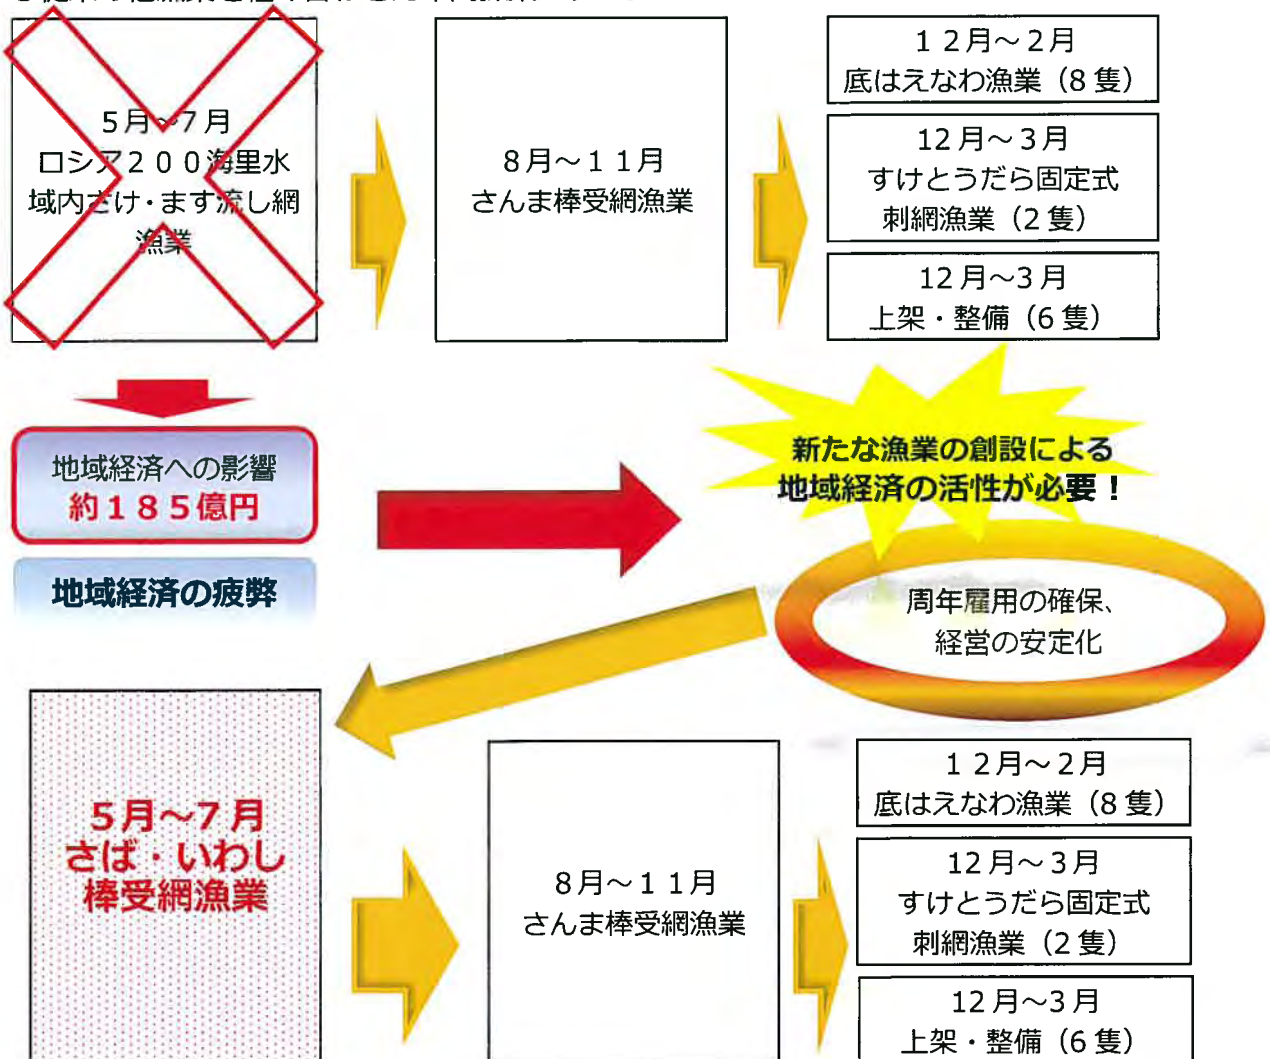 5月~7月
ロシア200海里水
域内さけ・ます流し網
漁業
8月~11月
さんま棒受網漁業
12月~2月
底はえなわ漁業(8隻)
12月~3月
すけとうだら固定式
刺網漁業(2隻)
12月~3月
上架・整備(6隻)
地域経済への影響
約185億円
地域経済の疲弊
新たな漁業の創設による
地域経済の活性が必要!
周年雇用の確保、
経営の安定化
5月~7月
さば・いわし
棒受網漁業
8月~11月
さんま棒受網漁業
12月~2月
底はえなわ漁業(8隻)
12月~3月
すけとうだら固定式
刺網漁業(2隻)
12月~3月
上架・整備(6隻)